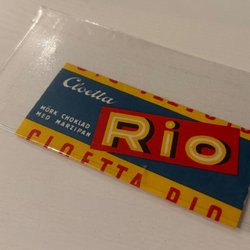 Cloetta
MÖRK CHOKLAD
MED MARZIPAN
Rio
CLOETTA RIO